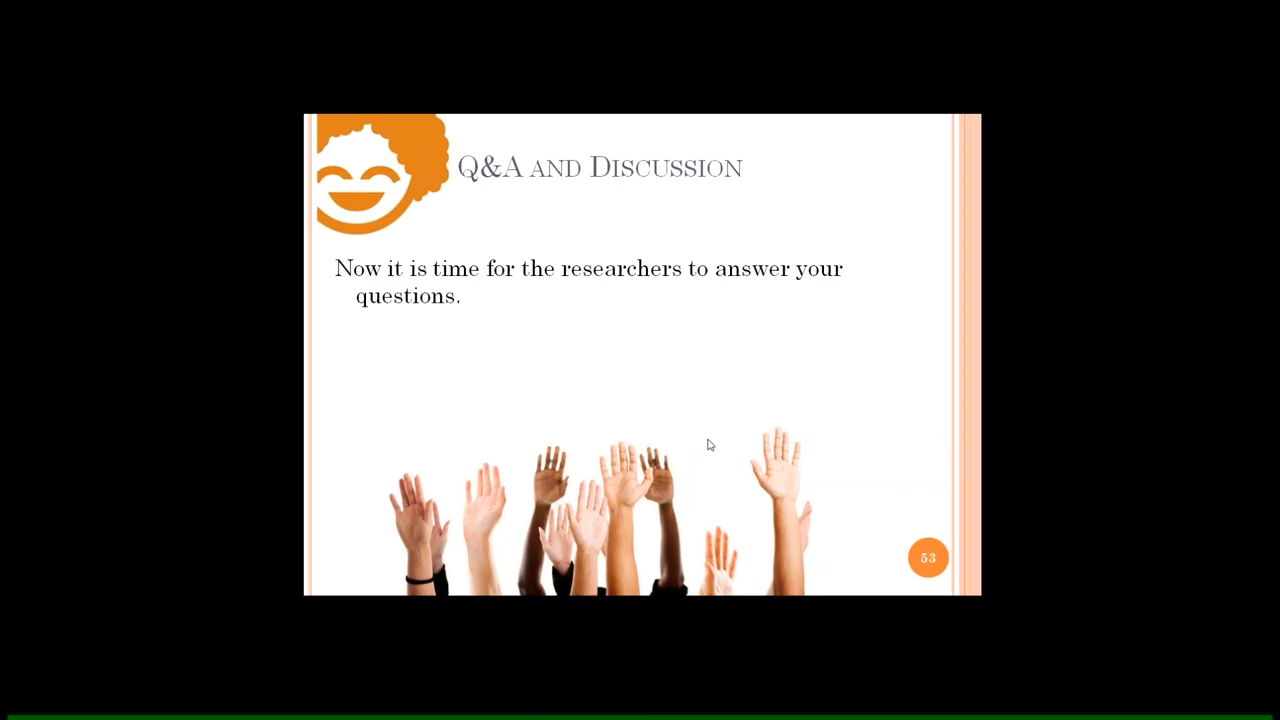 Q&A AND DISCUSSION
Now it is time for the researchers to answer your
questions.
53